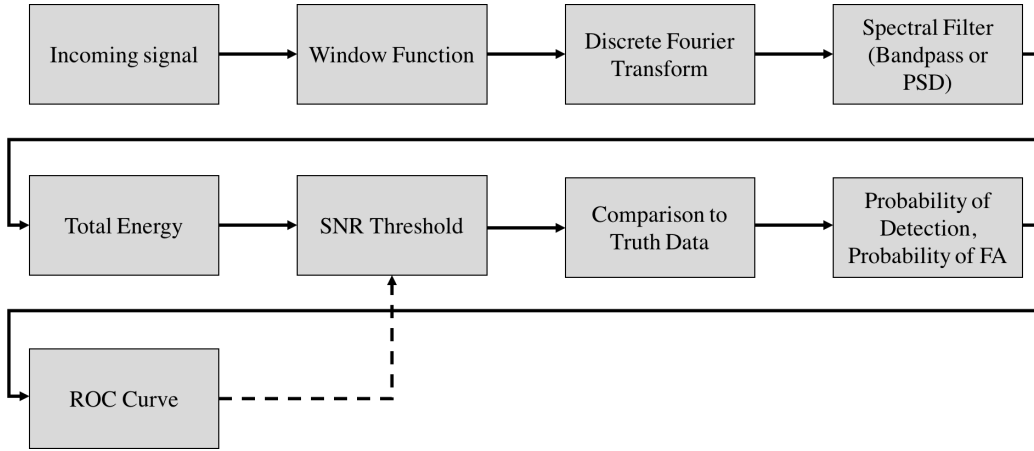 Incoming signal
Window Function
Discrete Fourier
Transform
Spectral Filter
(Bandpass or
PSD)
Total Energy
SNR Threshold
Comparison to
Truth Data
Probability of
Detection,
Probability of FA
ROC Curve